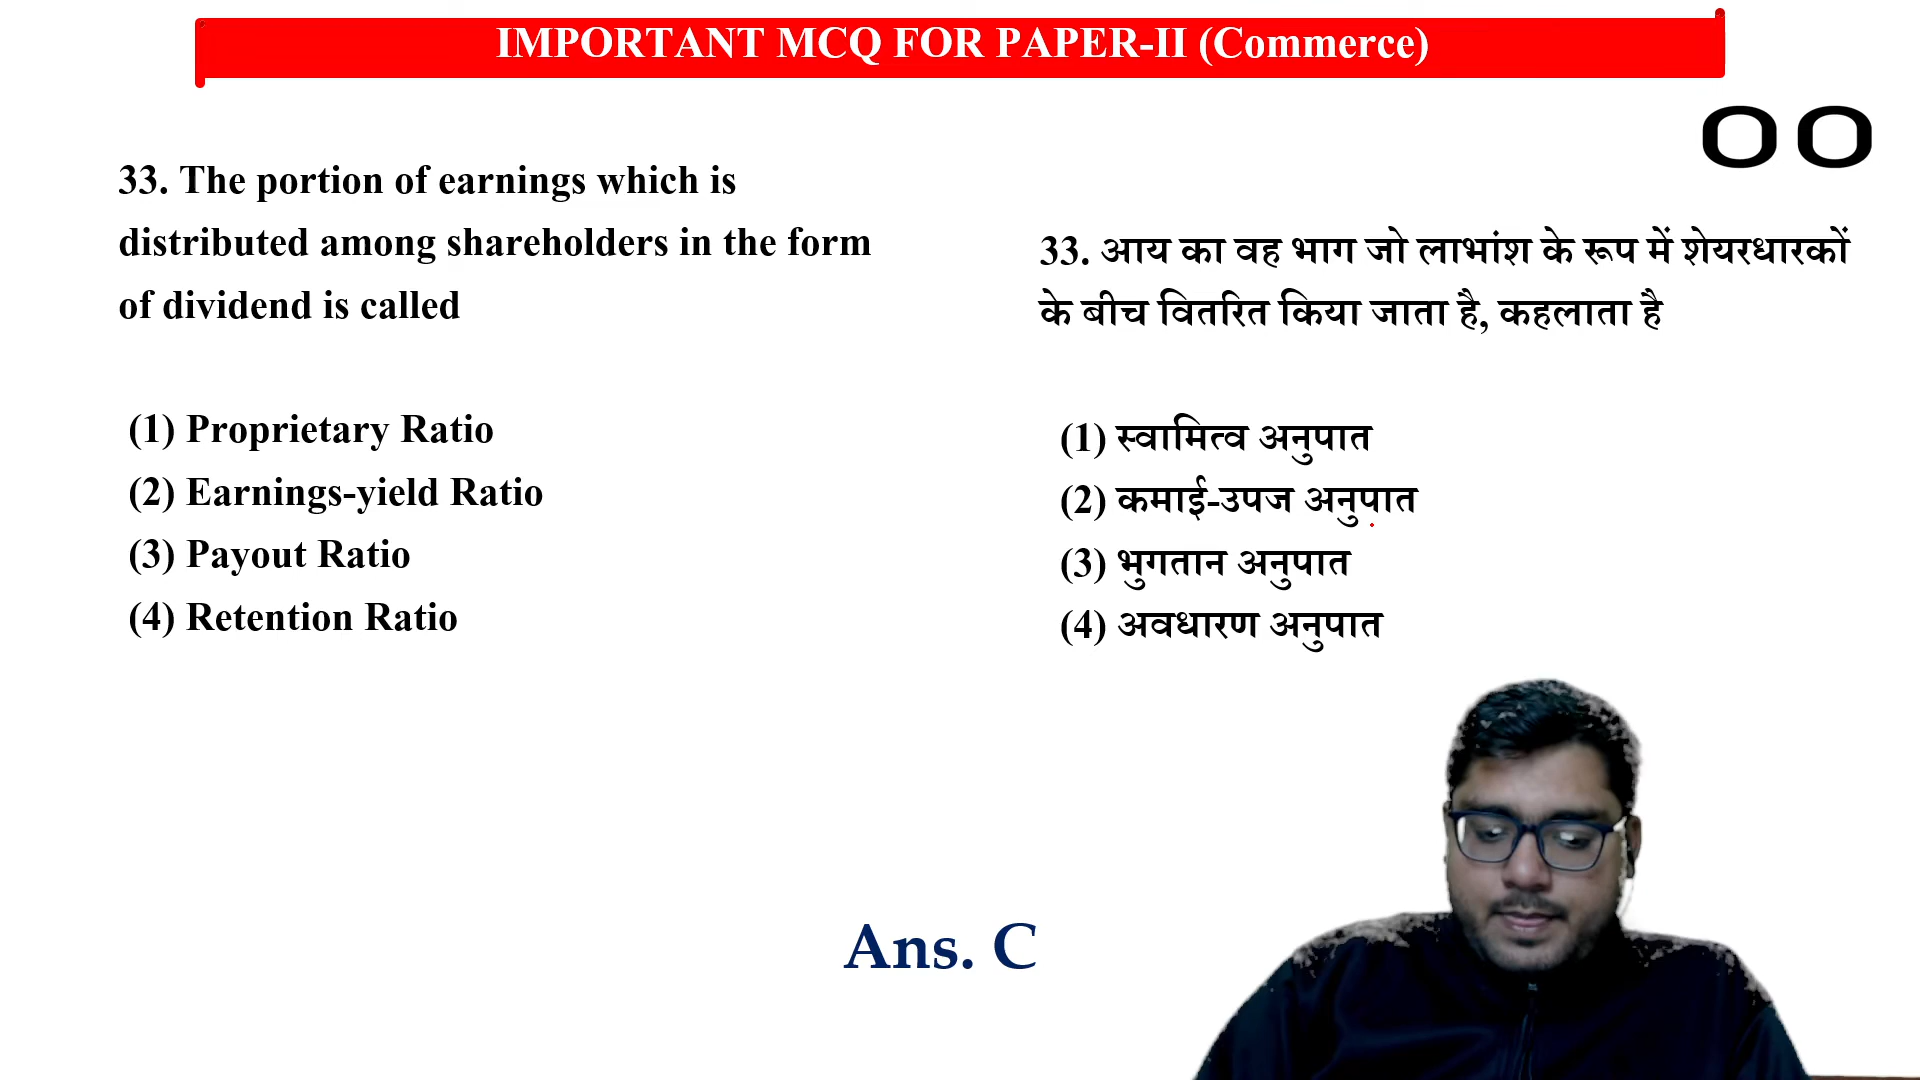 IMPORTANT MCQ FOR PAPER-II (Commerce)
00
33. The portion of earnings which is
distributed among shareholders in the form
of dividend is called
(1) Proprietary Ratio
(2) Earnings-yield Ratio
(3) Payout Ratio
(4) Retention Ratio
33. आय का वह भाग जो लाभांश के रूप में शेयरधारकों
के बीच वितरित किया जाता है, कहलाता है
(1) स्वामित्व अनुपात
(2) कमाई-उपज अनुपात
(3) भुगतान अनुपात
(4) अवधारण अनुपात
Ans. C